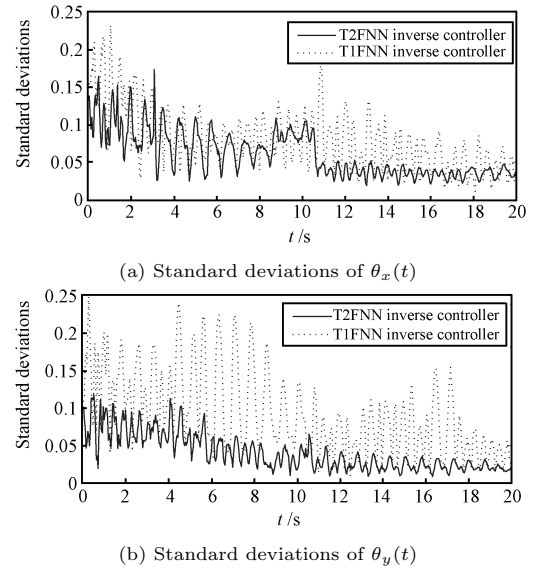 0.25
T2FNN inverse controller
T1FNN inverse controller
0.2
0.15
0.1
0.05
0
Standard deviations
0 2 4 6 8 10 12 14 16 18 20
t /s
(a) Standard deviations of θx(t)
0.25
T2FNN inverse controller
T1FNN inverse controller
0.2
0.15
0.1
0.05
0
Standard deviations
0 2 4 6 8 10 12 14 16 18 20
t /s
(b) Standard deviations of θy(t)